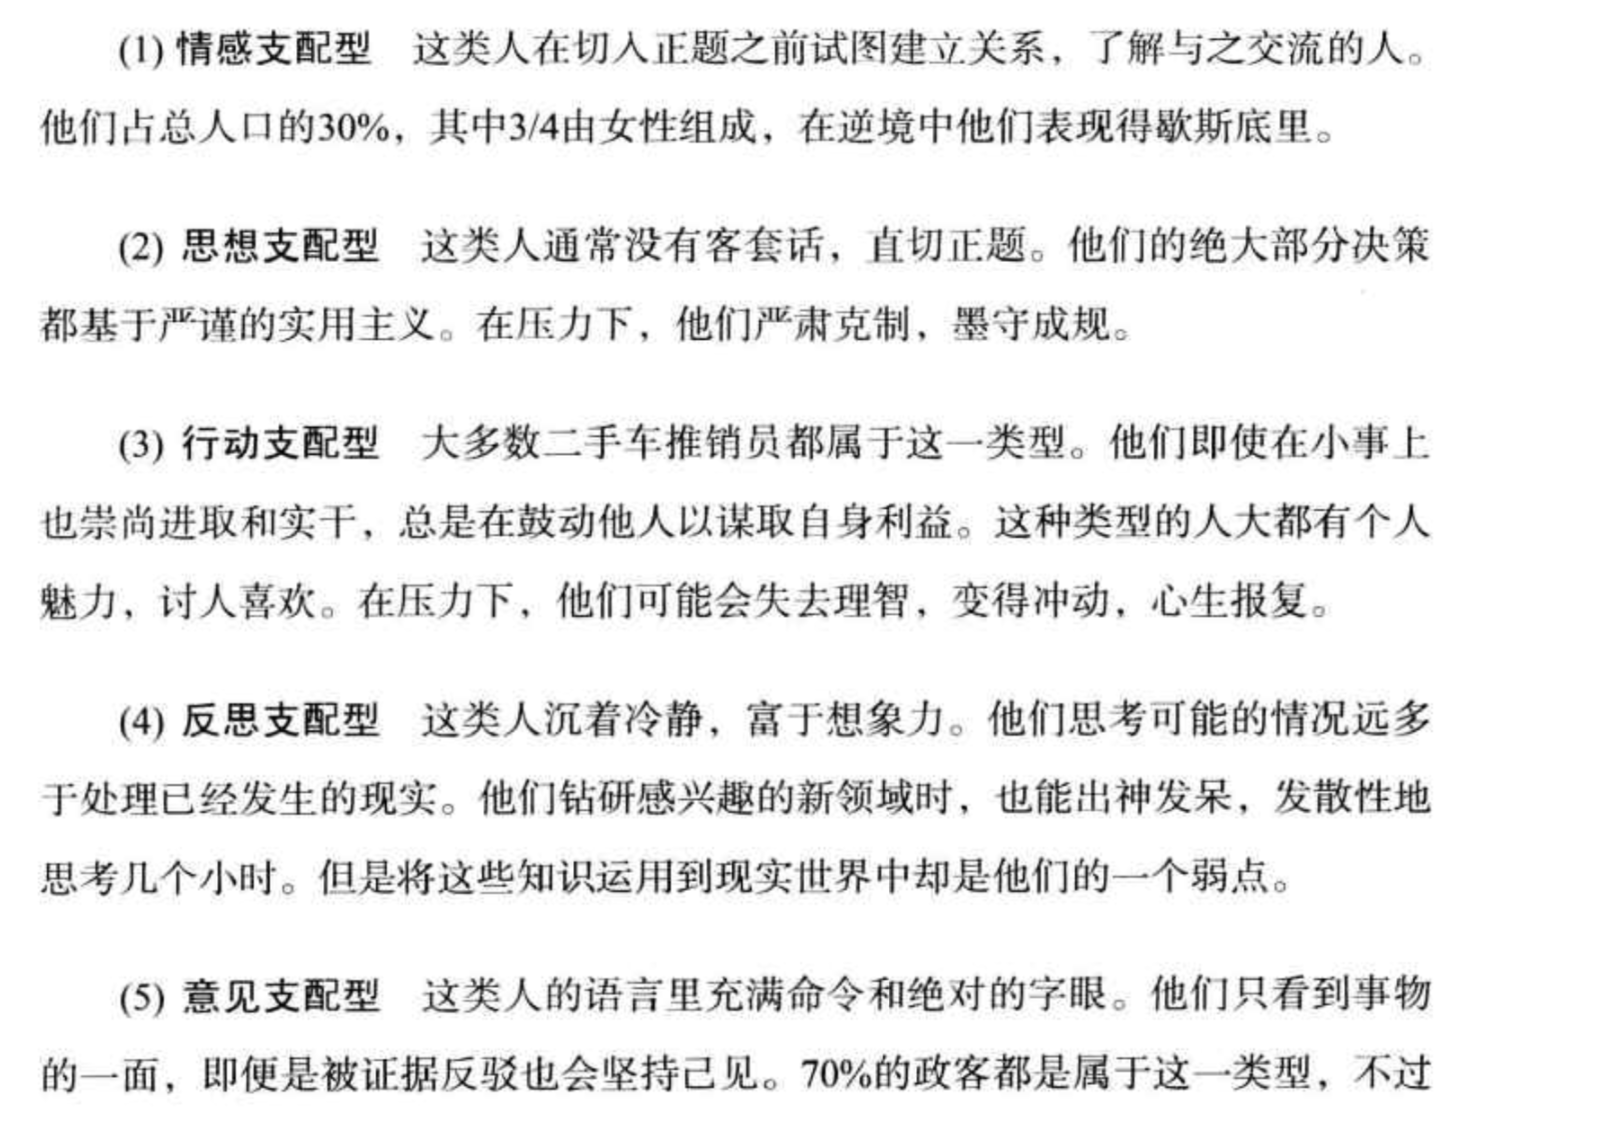 (1) 情感支配型　这类人在切入正题之前试图建立关系，了解与之交流的人。
他们占总人口的30%，其中3/4由女性组成，在逆境中他们表现得歇斯底里。
(2) 思想支配型　这类人通常没有客套话，直切正题。他们的绝大部分决策
都基于严谨的实用主义。在压力下，他们严肃克制，墨守成规。
(3) 行动支配型　大多数二手车推销员都属于这一类型。他们即使在小事上
也崇尚进取和实干，总是在鼓动他人以谋取自身利益。这种类型的人大都有个人
魅力，讨人喜欢。在压力下，他们可能会失去理智，变得冲动，心生报复。
(4) 反思支配型　这类人沉着冷静，富于想象力。他们思考可能的情况远多
于处理已经发生的现实。他们钻研感兴趣的新领域时，也能出神发呆，发散性地
思考几个小时。但是将这些知识运用到现实世界中却是他们的一个弱点。
(5) 意见支配型　这类人的语言里充满命令和绝对的字眼。他们只看到事物
的一面，即便是被证据反驳也会坚持己见。70%的政客都是属于这一类型，不过